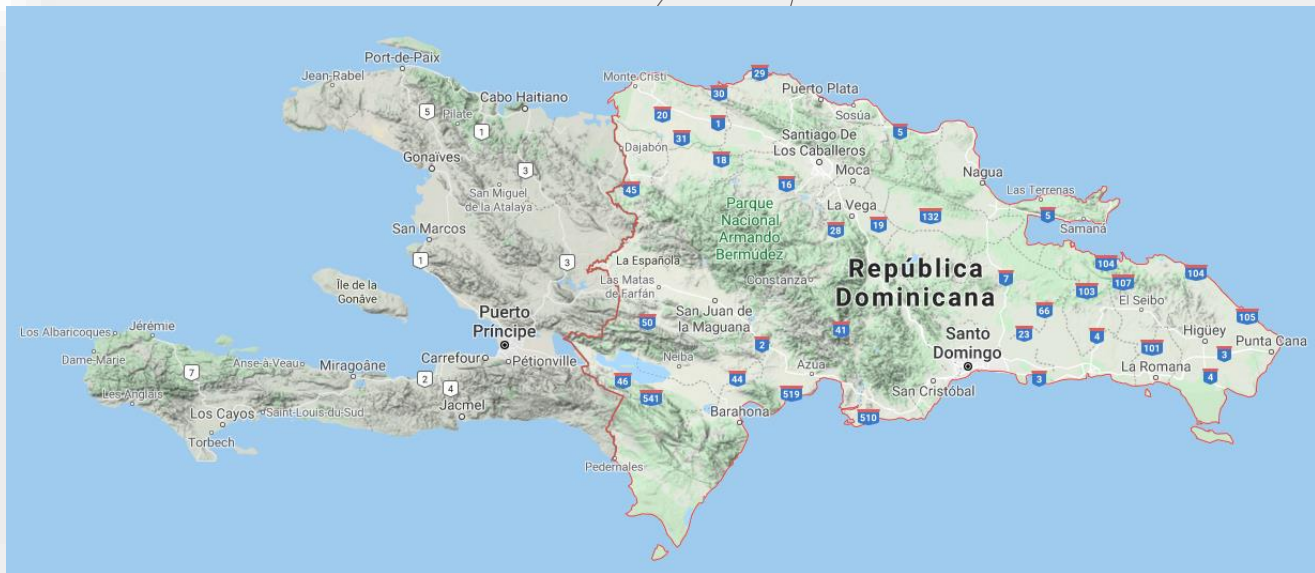 Port-de-Paix
Jean-Rabel
Cabo Haitiano
Monte Cristi
29
30
Puerto Plata
Sosúa
5
Pilate
1
20
1
31
Santiago De
Los Caballeros
5
Dajabón
Gonaïves
3
18
Moca
16
Nagua
San Miguel
de la Atalaya
45
Las Terrenas
Parque
Nacional
Armando
Bermúdez
La Vega
28
19
132
5
Samaná
San Marcos
1
3
La Española
Las Matas
de Farfán
Constanza
República
Dominicana
7
104
104
103
107
El Seibo
Île de la
Gonâve
Puerto
Príncipe
50
San Juan de
la Maguana
41
66
105
Los Albaricoques
Jérémie
Dame-Marie
Anse-à-Veau
Miragoâne
Carrefour
Pétionville
Neiba
2
Azua
Santo
Domingo
23
4
Higüey
101
3
Punta Cana
7
2
4
46
541
44
519
San Cristóbal
3
La Romana
4
Les Anglais
Los Cayos
Saint-Louis du Sud
Jacmel
Barahona
510
Torbech
Pedernales